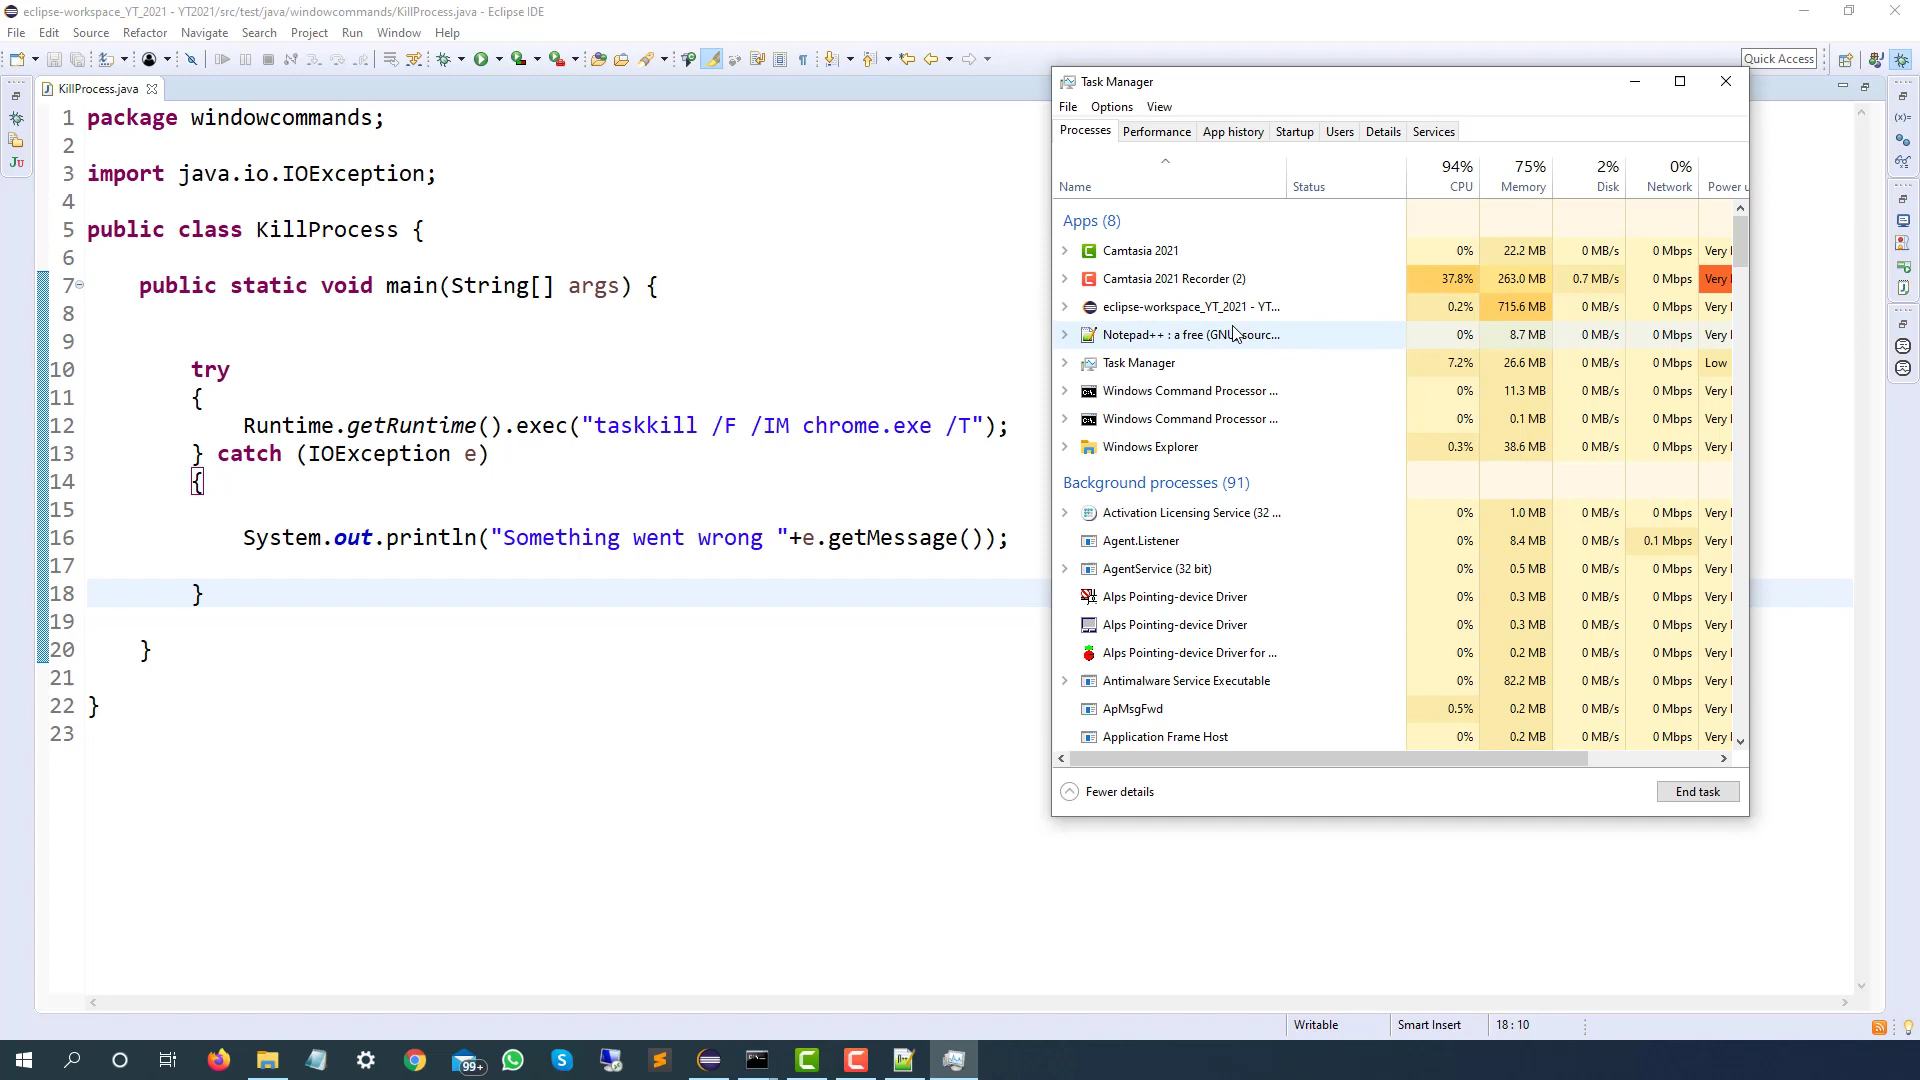 eclipse-workspace_YT_2021 - YT2021/src/test/java/windowcommands/KillProcess.java - Eclipse IDE
File Edit Source Refactor Navigate Search Project Run Window Help
Quick Access
KillProcess.java
1 package windowcommands;
2
3 import java.io.IOException;
4
5 public class KillProcess {
6
7 public static void main(String[] args) {
8
9
10 try
11 {
12 Runtime.getRuntime().exec("taskkill /F /IM chrome.exe /T");
13 } catch (IOException e)
14 {
15
16 System.out.println("Something went wrong "+e.getMessage());
17
18 }
19
20 }
21
22 }
23
Task Manager
File Options View
Processes Performance App history Startup Users Details Services
94% 75% 2% 0%
Name Status CPU Memory Disk Network Power u
Apps (8)
Camtasia 2021 0% 22.2 MB 0 MB/s 0 Mbps Very
Camtasia 2021 Recorder (2) 37.8% 263.0 MB 0.7 MB/s 0 Mbps Very
eclipse-workspace_YT_2021 - YT... 0.2% 715.6 MB 0 MB/s 0 Mbps Very
Notepad++ : a free (GNU) sourc... 0% 8.7 MB 0 MB/s 0 Mbps Very
Task Manager 7.2% 26.6 MB 0 MB/s 0 Mbps Low
Windows Command Processor ... 0% 11.3 MB 0 MB/s 0 Mbps Very
Windows Command Processor ... 0% 0.1 MB 0 MB/s 0 Mbps Very
Windows Explorer 0.3% 38.6 MB 0 MB/s 0 Mbps Very
Background processes (91)
Activation Licensing Service (32 ... 0% 1.0 MB 0 MB/s 0 Mbps Very
Agent.Listener 0% 8.4 MB 0 MB/s 0.1 Mbps Very
AgentService (32 bit) 0% 0.5 MB 0 MB/s 0 Mbps Very
Alps Pointing-device Driver 0% 0.3 MB 0 MB/s 0 Mbps Very
Alps Pointing-device Driver 0% 0.3 MB 0 MB/s 0 Mbps Very
Alps Pointing-device Driver for ... 0% 0.2 MB 0 MB/s 0 Mbps Very
Antimalware Service Executable 0% 82.2 MB 0 MB/s 0 Mbps Very
ApMsgFwd 0.5% 0.2 MB 0 MB/s 0 Mbps Very
Application Frame Host 0% 0.2 MB 0 MB/s 0 Mbps Very
Fewer details End task
Writable Smart Insert 18 : 10
99+